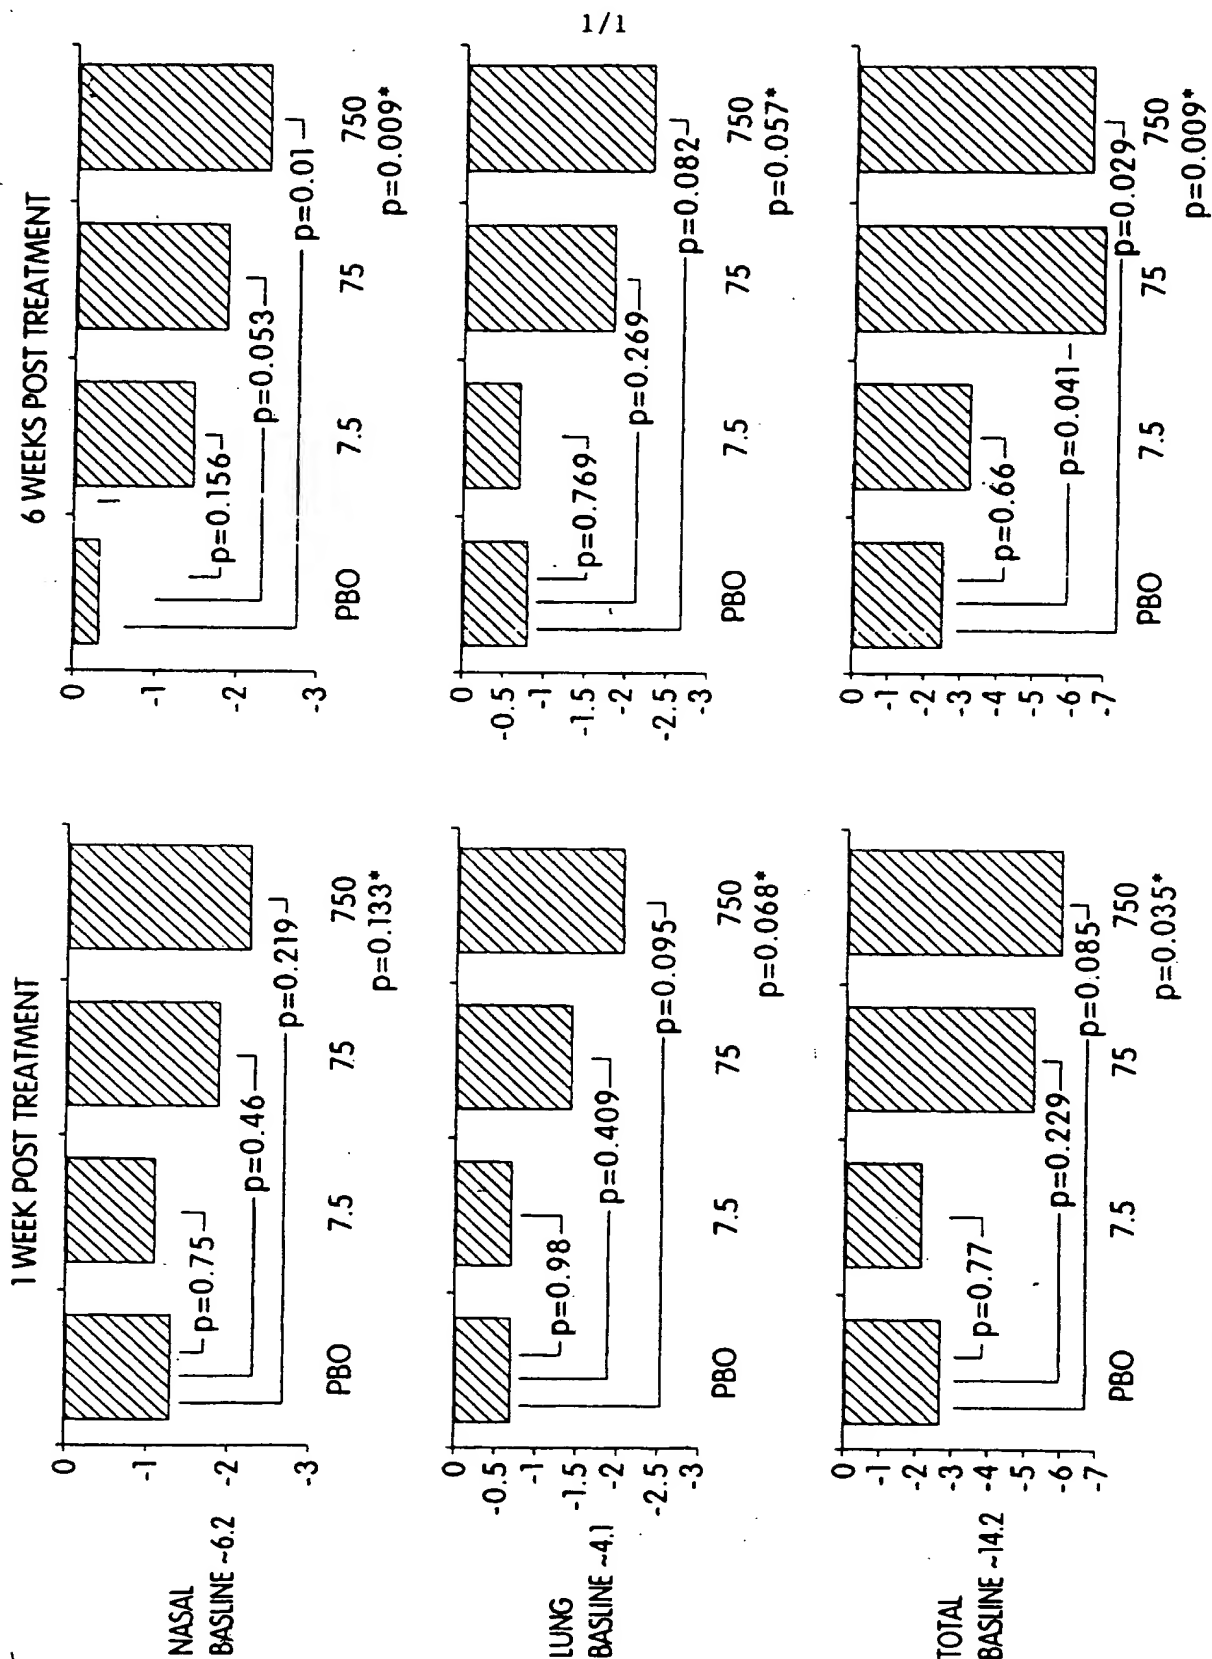 1/1
1 WEEK POST TREATMENT
NASAL
BASLINE ~6.2
0
-1
-2
-3
p=0.75
p=0.46
p=0.219
PBO 7.5 75 750
p=0.133*
LUNG
BASLINE ~4.1
0
-0.5
-1
-1.5
-2
-2.5
-3
p=0.98
p=0.409
p=0.095
PBO 7.5 75 750
p=0.068*
TOTAL
BASLINE ~14.2
0
-1
-2
-3
-4
-5
-6
-7
p=0.77
p=0.229
p=0.085
PBO 7.5 75 750
p=0.035*
6 WEEKS POST TREATMENT
0
-1
-2
-3
p=0.156
p=0.053
p=0.01
PBO 7.5 75 750
p=0.009*
0
-0.5
-1
-1.5
-2
-2.5
-3
p=0.769
p=0.269
p=0.082
PBO 7.5 75 750
p=0.057*
0
-1
-2
-3
-4
-5
-6
-7
p=0.66
p=0.041
p=0.029
PBO 7.5 75 750
p=0.009*